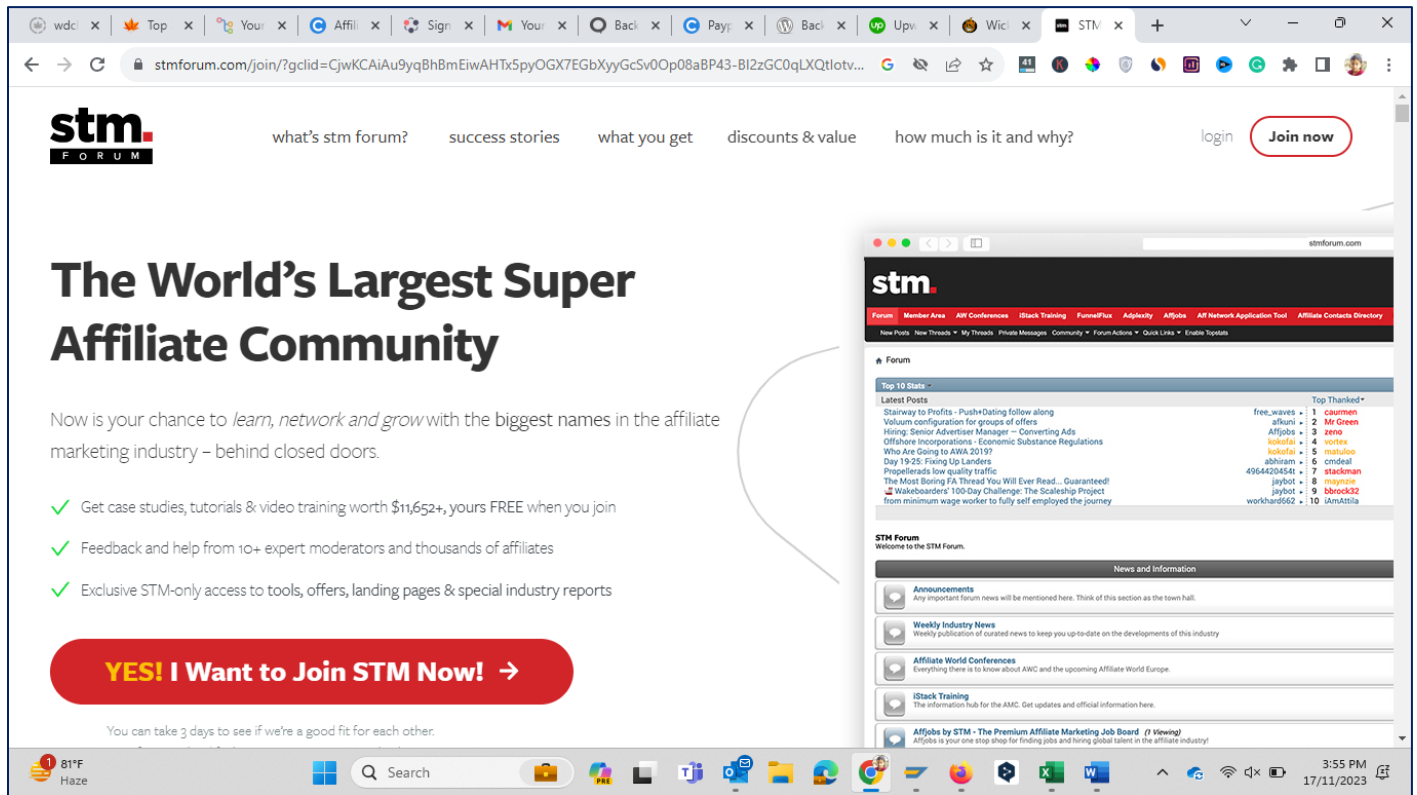 wdci
Top
Your
Affili
Sign
Your
Back
Payp
Back
Upw
Wicl
STM
stmforum.com/join/?gclid=CjwKCAiAu9yqBhBmEiwAHTx5pyOGX7EGbXyyGcSv0Op08aBP43-BI2zGC0qLXQtlotv...
41
stm.
FORUM
what's stm forum?
success stories
what you get
discounts & value
how much is it and why?
login
Join now
The World's Largest Super
Affiliate Community
Now is your chance to learn, network and grow with the biggest names in the affiliate
marketing industry – behind closed doors.
Get case studies, tutorials & video training worth $11,652+, yours FREE when you join
Feedback and help from 10+ expert moderators and thousands of affiliates
Exclusive STM-only access to tools, offers, landing pages & special industry reports
YES! I Want to Join STM Now! →
You can take 3 days to see if we're a good fit for each other.
stmforum.com
stm.
Forum Member Area AW Conferences iStack Training FunnelFlux Adplexity Affjobs Aff Network Application Tool Affiliate Contacts Directory
New Posts New Threads My Threads Private Messages Community Forum Actions Quick Links Enable Topstats
Forum
Top 10 Stats
Latest Posts Top Thanked
Stairway to Profits - Push+Dating follow along free_waves 1 caurmen
Voluum configuration for groups of offers afkuni 2 Mr Green
Hiring: Senior Advertiser Manager — Converting Ads Affjobs 3 zeno
Offshore Incorporations - Economic Substance Regulations kokofai 4 vortex
Who Are Going to AWA 2019? kokofai 5 matuloo
Day 19-25: Fixing Up Landers abhiram 6 cmdeal
Propellerads low quality traffic 4964420454t 7 stackman
The Most Boring FA Thread You Will Ever Read... Guaranteed! jaybot 8 maynzie
Wakeboarders' 100-Day Challenge: The Scaleship Project jaybot 9 bbrock32
from minimum wage worker to fully self employed the journey workhard662 10 iAmAttila
STM Forum
Welcome to the STM Forum.
News and Information
Announcements
Any important forum news will be mentioned here. Think of this section as the town hall.
Weekly Industry News
Weekly publication of curated news to keep you up-to-date on the developments of this industry
Affiliate World Conferences
Everything there is to know about AWC and the upcoming Affiliate World Europe.
iStack Training
The information hub for the AMC. Get updates and official information here.
Affjobs by STM - The Premium Affiliate Marketing Job Board (1 Viewing)
Affjobs is your one stop shop for finding jobs and hiring global talent in the affiliate industry!
1
81°F
Haze
Search
PRE
3:55 PM
17/11/2023